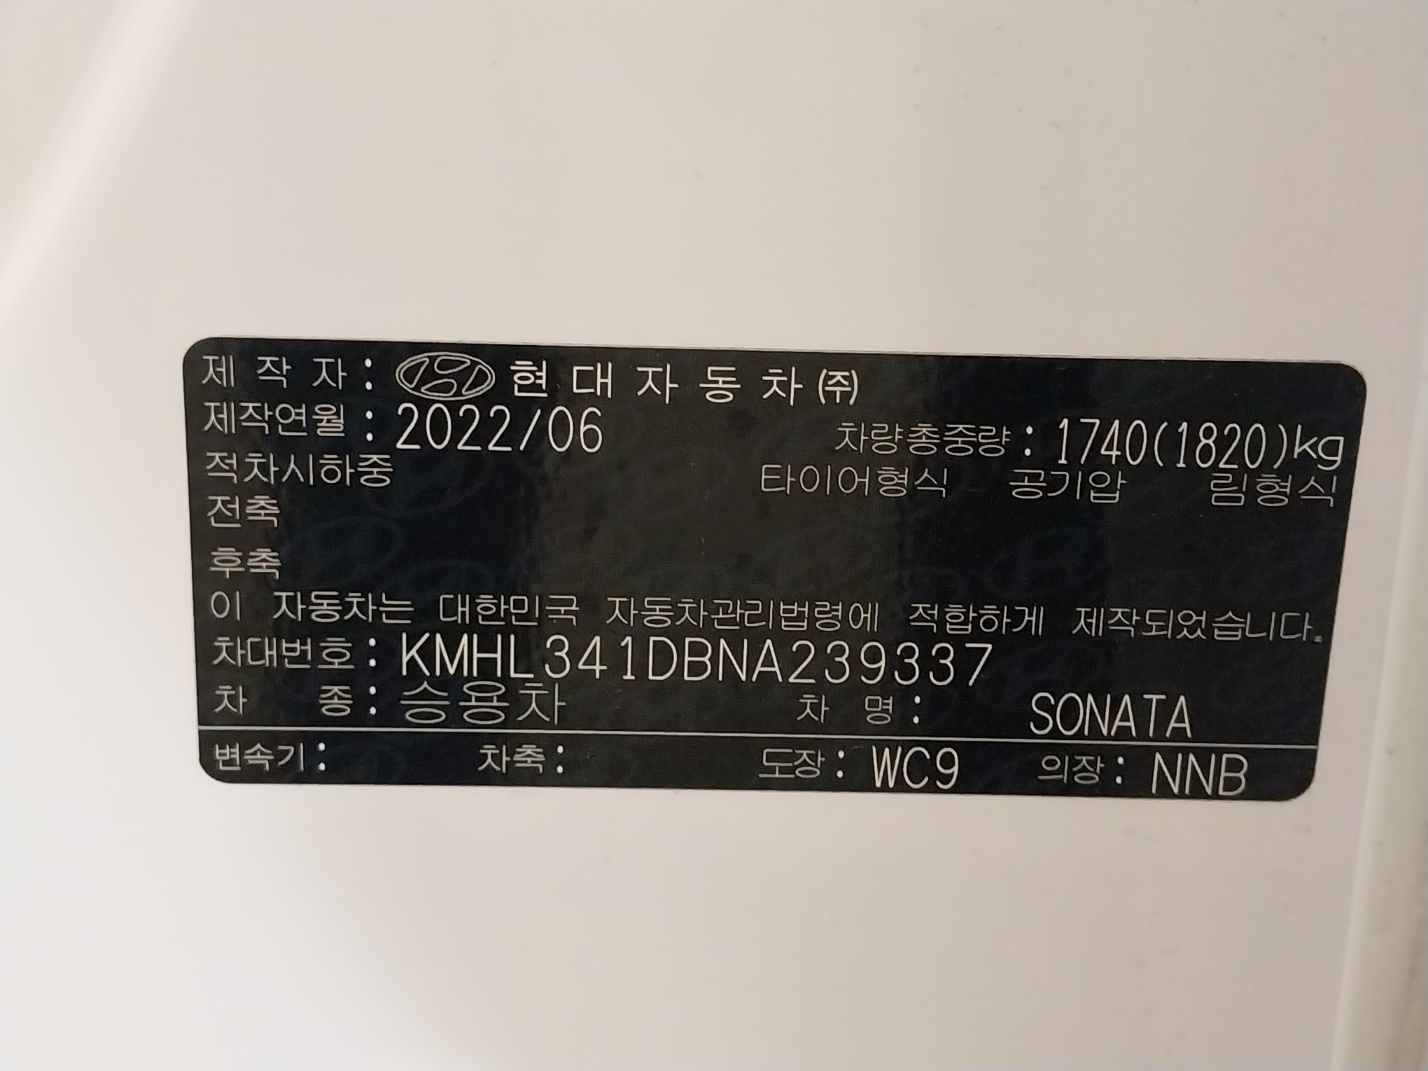 제 작 자 : 현 대 자 동 차 ㈜
제작연월 : 2022/06 차량총중량 : 1740(1820)kg
적차시하중 타이어형식 공기압 림형식
전축
후축
이 자동차는 대한민국 자동차관리법령에 적합하게 제작되었습니다.
차대번호 : KMHL341DBNA239337
차 종 : 승용차 차 명 : SONATA
변속기 : 차축 : 도장 : WC9 의장 : NNB